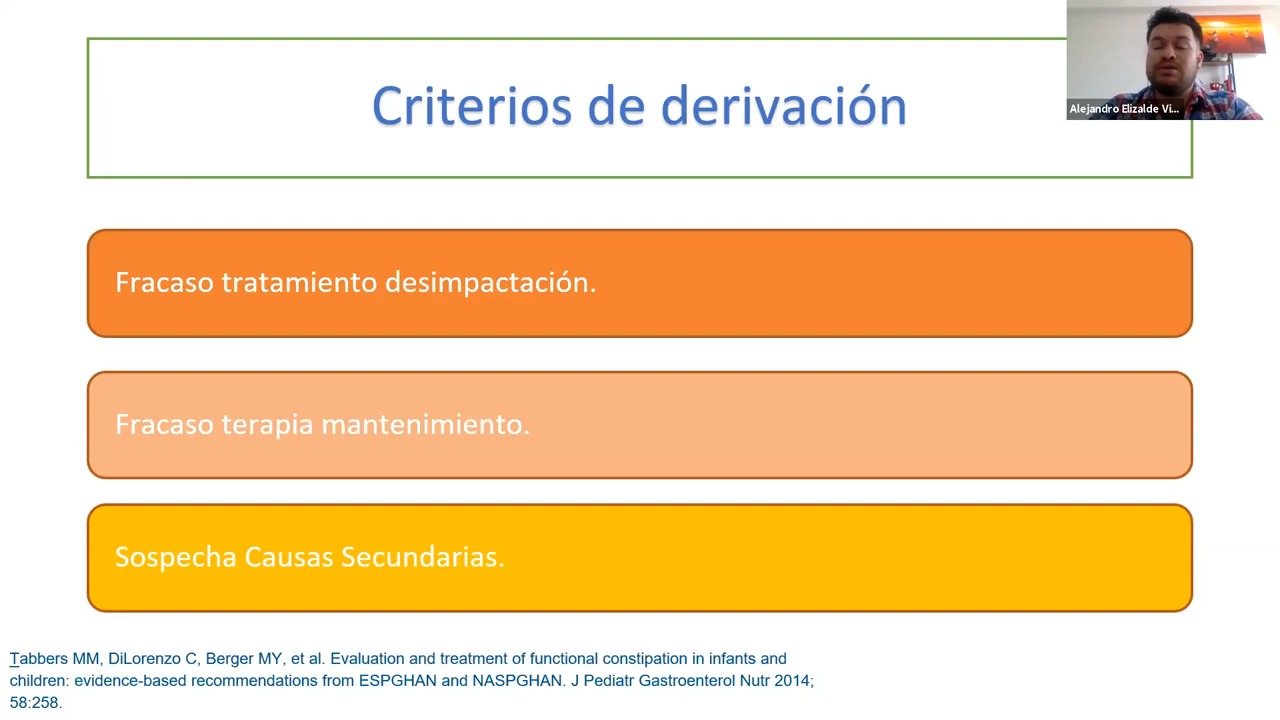 Criterios de derivación
Alejandro Elizalde Vi...
Fracaso tratamiento desimpactación.
Fracaso terapia mantenimiento.
Sospecha Causas Secundarias.
Tabbers MM, DiLorenzo C, Berger MY, et al. Evaluation and treatment of functional constipation in infants and
children: evidence-based recommendations from ESPGHAN and NASPGHAN. J Pediatr Gastroenterol Nutr 2014;
58:258.